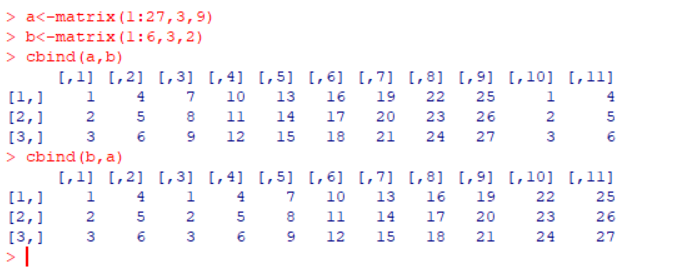 > a<-matrix(1:27,3,9)
> b<-matrix(1:6,3,2)
> cbind(a,b)
     [,1] [,2] [,3] [,4] [,5] [,6] [,7] [,8] [,9] [,10] [,11]
[1,]    1    4    7   10   13   16   19   22   25     1     4
[2,]    2    5    8   11   14   17   20   23   26     2     5
[3,]    3    6    9   12   15   18   21   24   27     3     6
> cbind(b,a)
     [,1] [,2] [,3] [,4] [,5] [,6] [,7] [,8] [,9] [,10] [,11]
[1,]    1    4    1    4    7   10   13   16   19    22    25
[2,]    2    5    2    5    8   11   14   17   20    23    26
[3,]    3    6    3    6    9   12   15   18   21    24    27
>